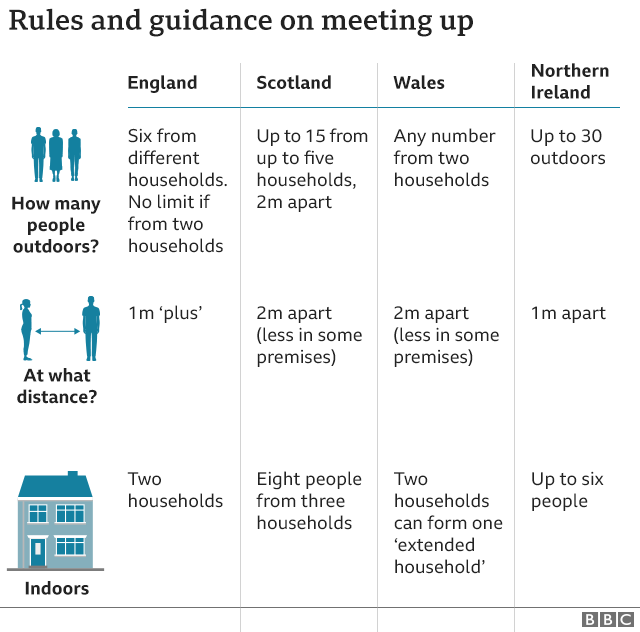 Rules and guidance on meeting up
England
Scotland
Wales
Northern
Ireland
How many
people
outdoors?
Six from
different
households.
No limit if
from two
households
Up to 15 from
up to five
households,
2m apart
Any number
from two
households
Up to 30
outdoors
At what
distance?
1m ‘plus’
2m apart
(less in some
premises)
2m apart
(less in some
premises)
1m apart
Indoors
Two
households
Eight people
from three
households
Two
households
can form one
‘extended
household’
Up to six
people
BBC